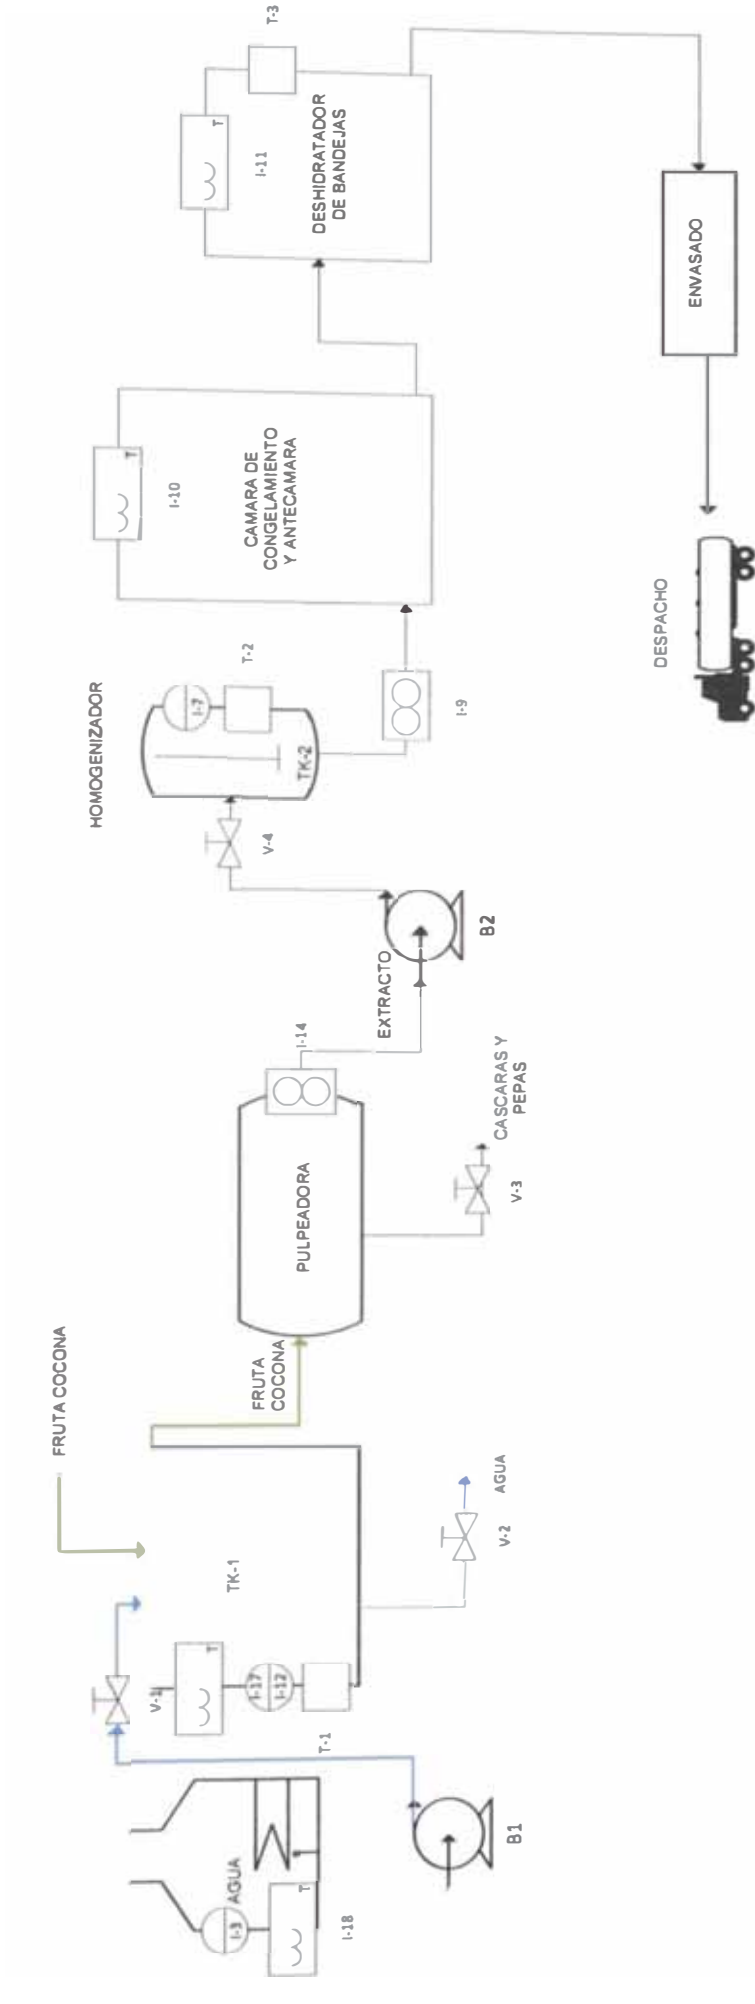 AGUA
I-3
T
I-18
B1
T-1
V-1
T
I-17
I-12
TK-1
FRUTA COCONA
V-2
AGUA
FRUTA
COCONA
PULPEADORA
I-14
V-3
CASCARAS Y
PEPAS
EXTRACTO
B2
V-4
HOMOGENIZADOR
TK-2
I-7
T-2
I-9
CAMARA DE
CONGELAMIENTO
Y ANTECAMARA
T
I-10
DESHIDRATADOR
DE BANDEJAS
T
I-11
T-3
ENVASADO
DESPACHO